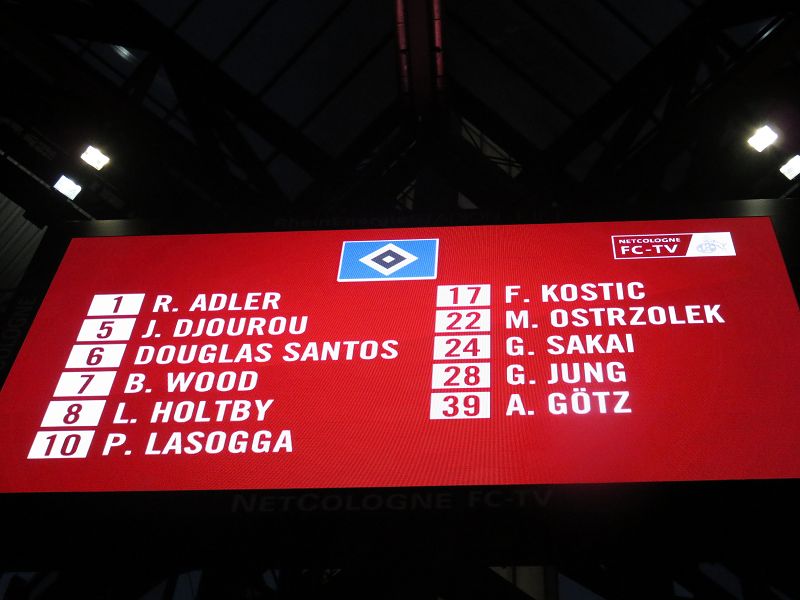 NETCOLOGNE
FC-TV
1 R. ADLER
5 J. DJOUROU
6 DOUGLAS SANTOS
7 B. WOOD
8 L. HOLTBY
10 P. LASOGGA
17 F. KOSTIC
22 M. OSTRZOLEK
24 G. SAKAI
28 G. JUNG
39 A. GÖTZ
NETCOLOGNE FC-TV